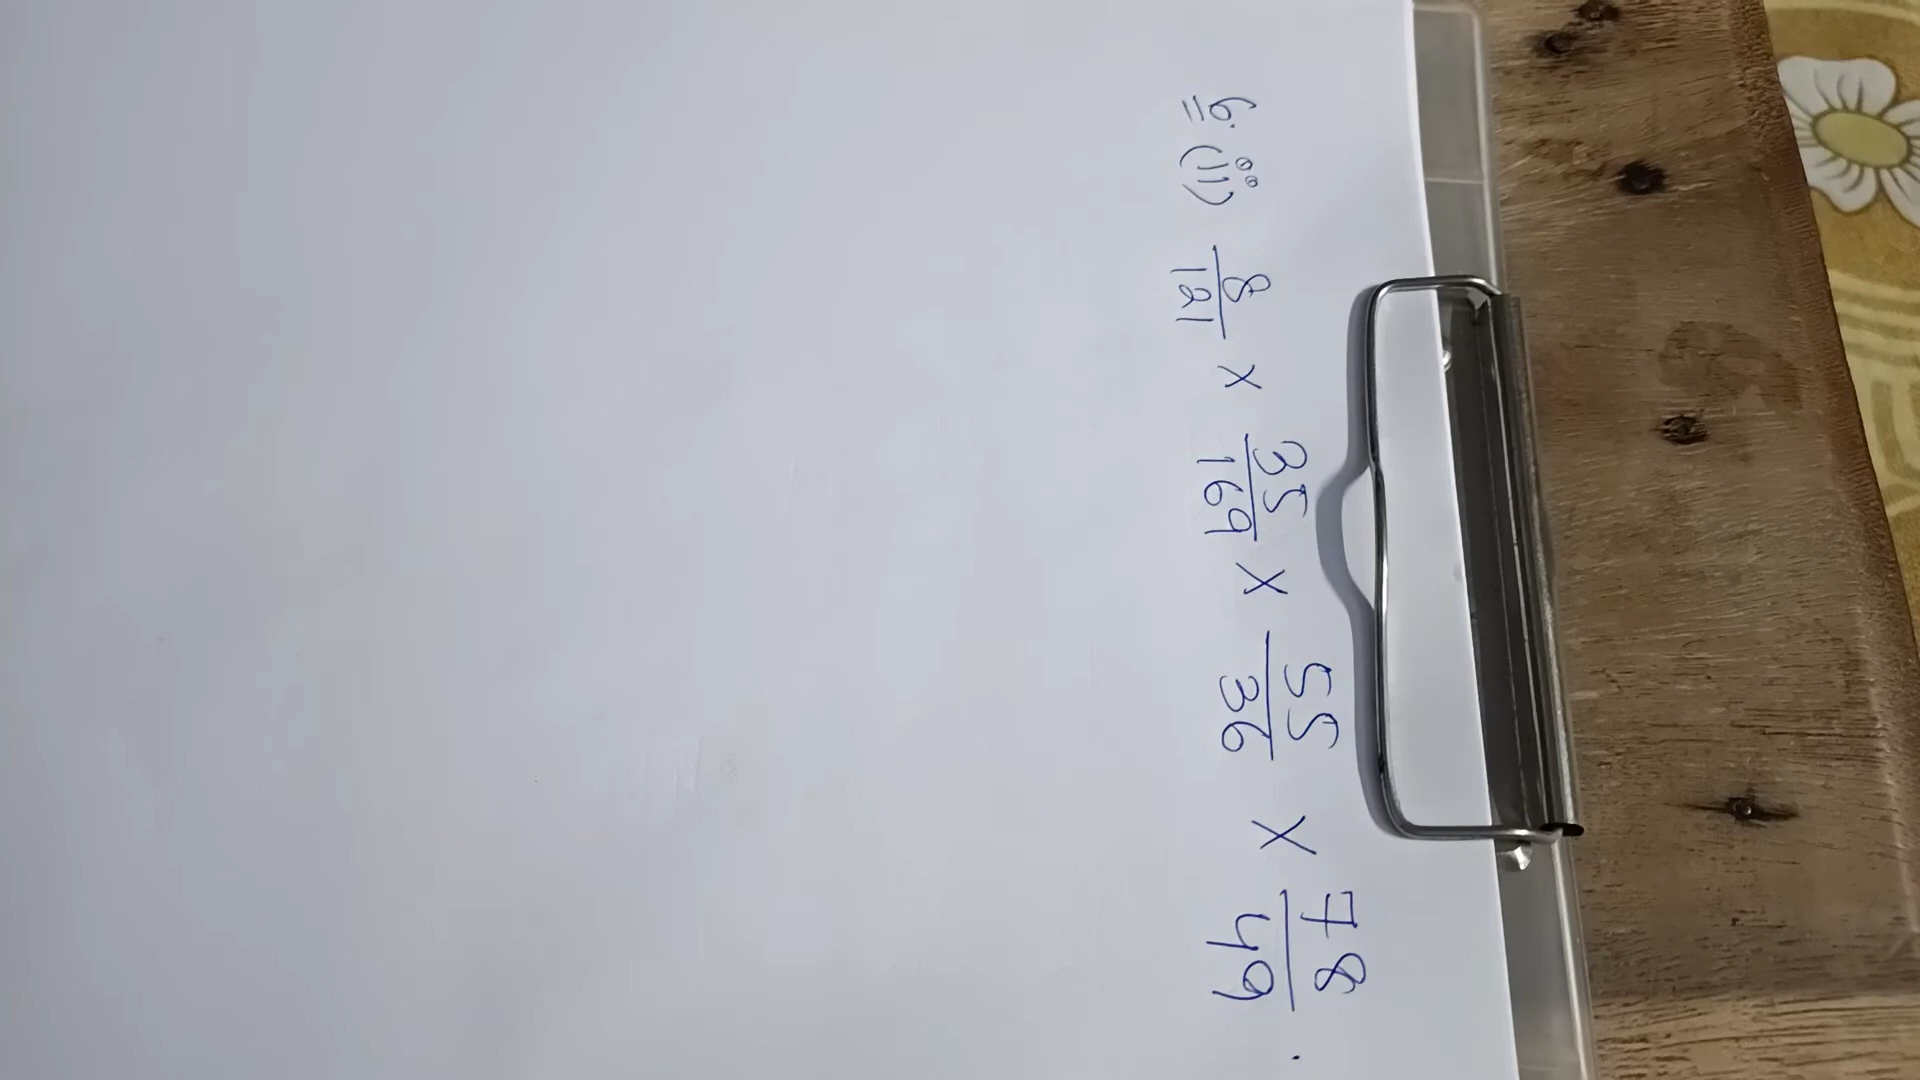 6. (ii) 8/121 × 35/169 × 55/36 × 78/49.